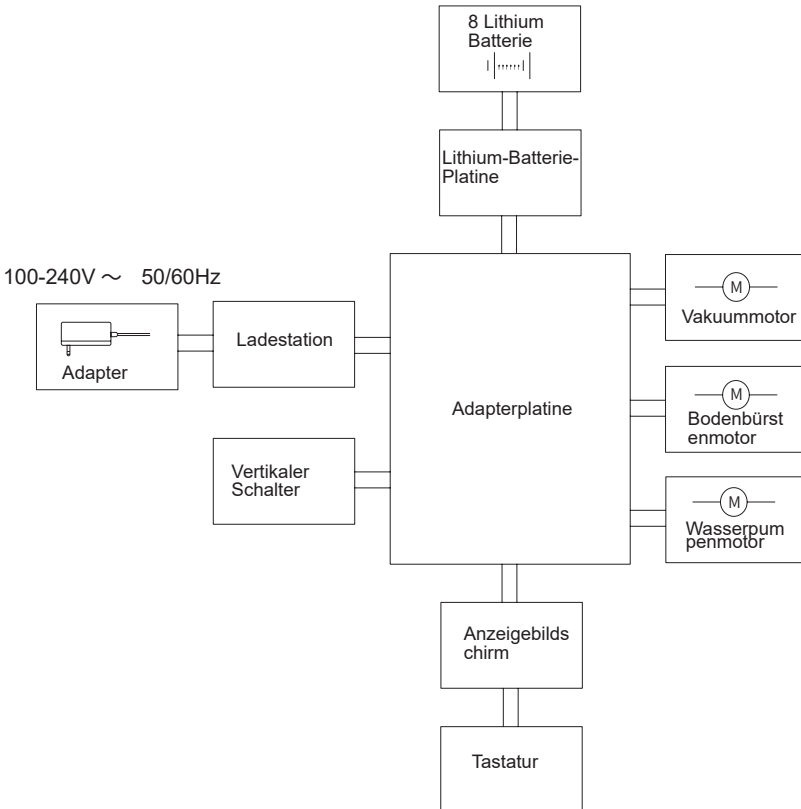 8 Lithium
Batterie
Lithium-Batterie-
Platine
100-240V ～ 50/60Hz
Adapter
Ladestation
Vertikaler
Schalter
Adapterplatine
M
Vakuummotor
M
Bodenbürst
enmotor
M
Wasserpum
penmotor
Anzeigebilds
chirm
Tastatur